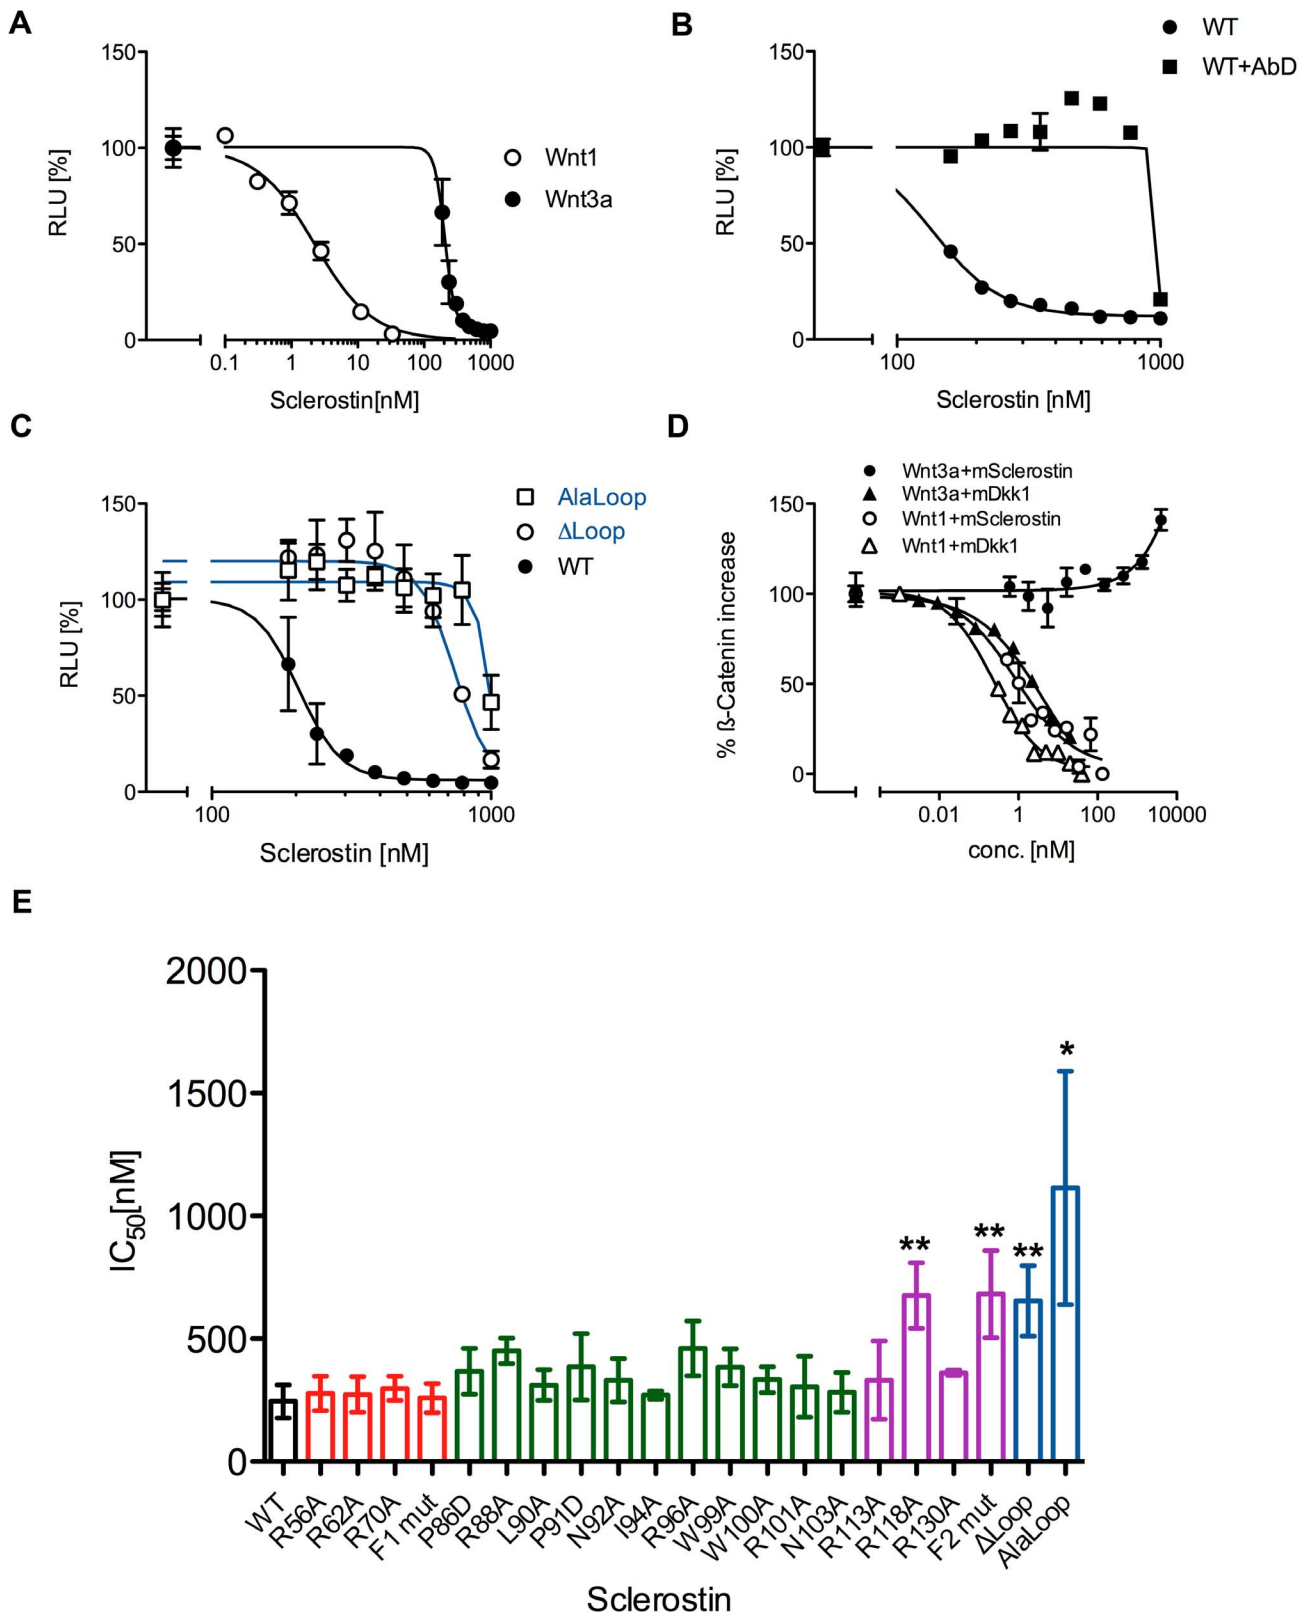 A
150
100
50
0
RLU [%]
0.1 1 10 100 1000
Sclerostin[nM]
Wnt1
Wnt3a
B
150
100
50
0
RLU [%]
100 1000
Sclerostin [nM]
WT
WT+AbD
C
150
100
50
0
RLU [%]
100 1000
Sclerostin [nM]
AlaLoop
ΔLoop
WT
D
Wnt3a+mSclerostin
Wnt3a+mDkk1
Wnt1+mSclerostin
Wnt1+mDkk1
150
100
50
0
% ß-Catenin increase
0.01 1 100 10000
conc. [nM]
E
2000
1500
1000
500
0
IC50[nM]
**
**
**
*
WT
R56A
R62A
R70A
F1 mut
P86D
R88A
L90A
P91D
N92A
I94A
R96A
W99A
W100A
R101A
N103A
R113A
R118A
R130A
F2 mut
ΔLoop
AlaLoop
Sclerostin